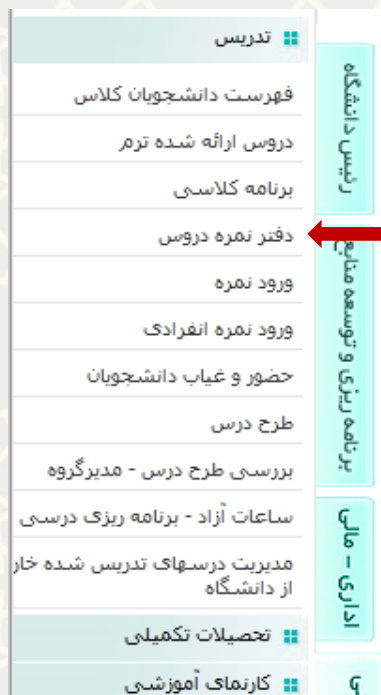 تدریس
فهرست دانشجویان کلاس
دروس ارائه شده ترم
برنامه کلاسی
دفتر نمره دروس
ورود نمره
ورود نمره انفرادی
حضور و غیاب دانشجویان
طرح درس
بررسی طرح درس - مدیرگروه
ساعات آزاد - برنامه ریزی درسی
مدیریت درسهای تدریس شده خار
از دانشگاه
تحصیلات تکمیلی
کارنمای آموزشی
رئیس دانشگاه
برنامه ریزی و توسعه منابع
اداری - مالی